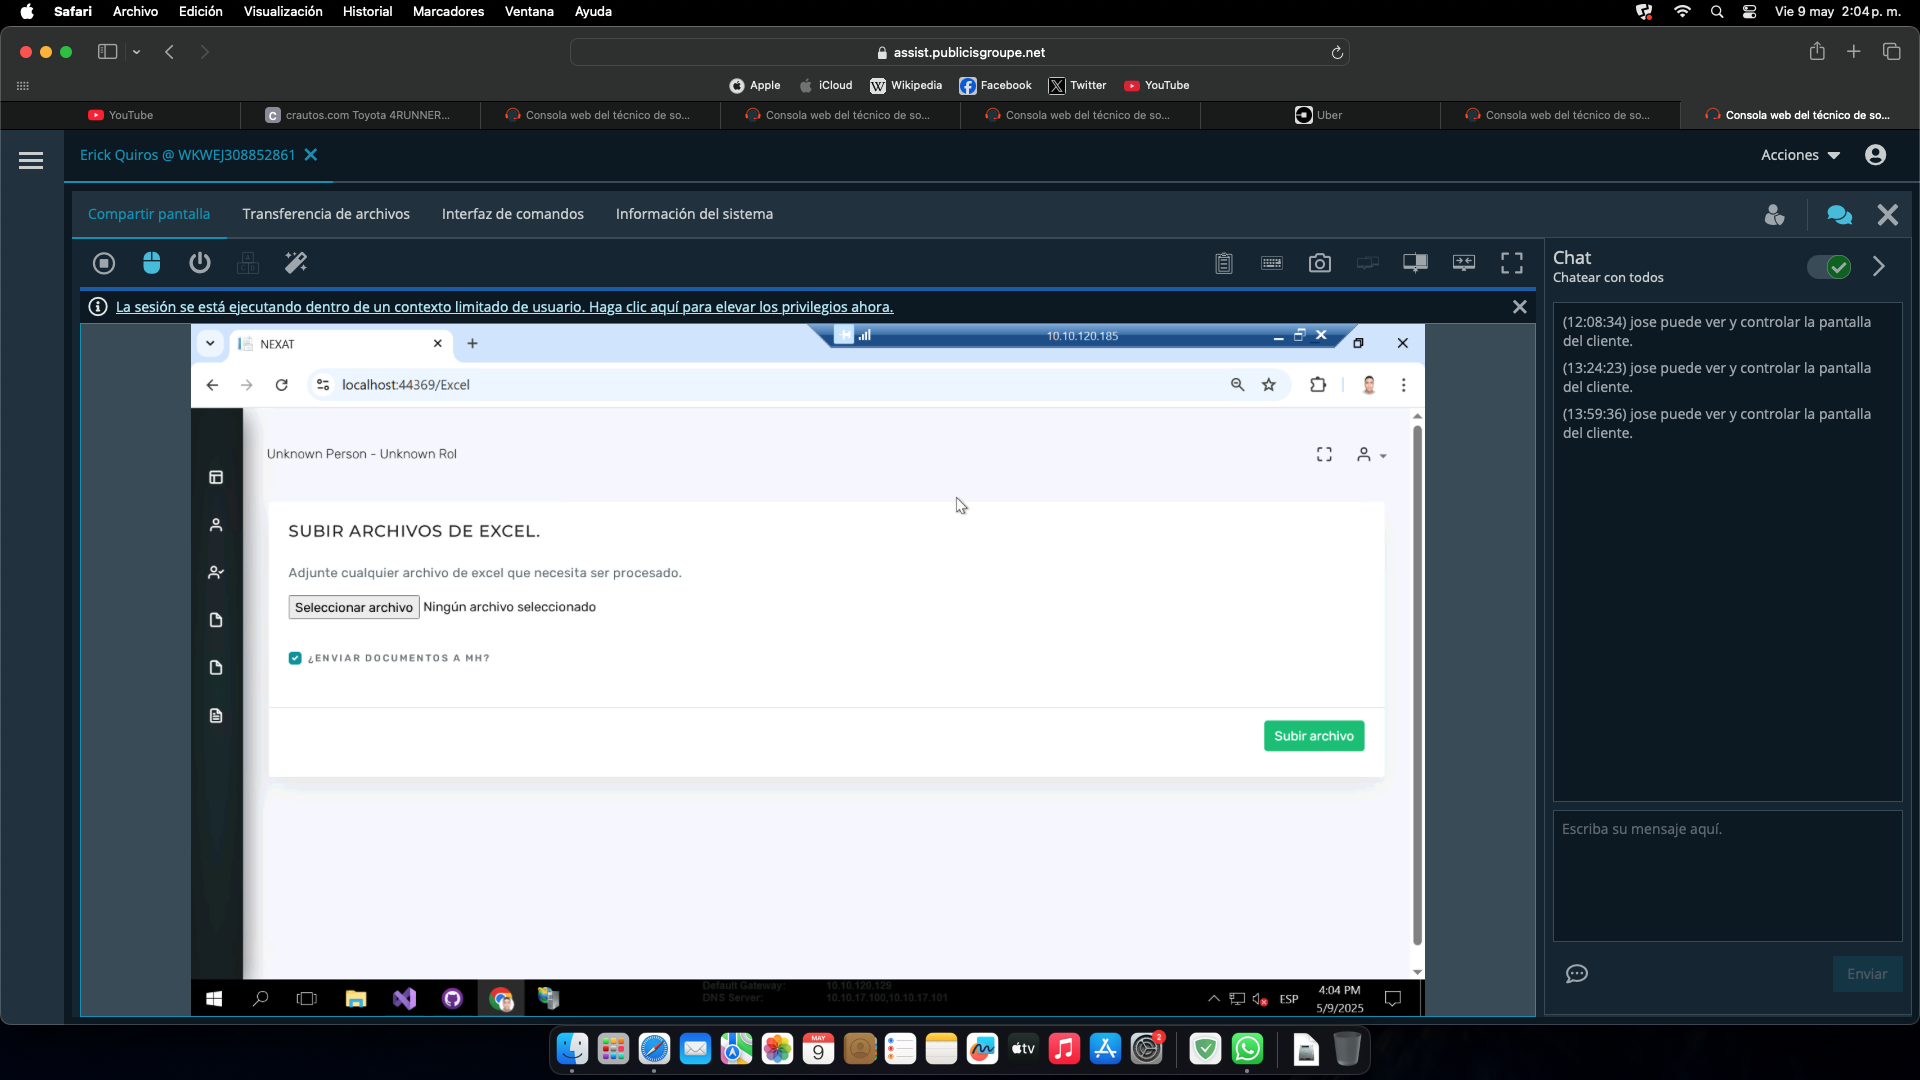 Safari Archivo Edición Visualización Historial Marcadores Ventana Ayuda Vie 9 may 2:04 p. m.
assist.publicisgroupe.net
Apple iCloud Wikipedia Facebook Twitter YouTube
YouTube crautos.com Toyota 4RUNNER... Consola web del técnico de so... Consola web del técnico de so... Consola web del técnico de so... Uber Consola web del técnico de so... Consola web del técnico de so...
Erick Quiros @ WKWEJ308852861 Acciones
Compartir pantalla Transferencia de archivos Interfaz de comandos Información del sistema
Chat
Chatear con todos
La sesión se está ejecutando dentro de un contexto limitado de usuario. Haga clic aquí para elevar los privilegios ahora.
(12:08:34) jose puede ver y controlar la pantalla
del cliente.
(13:24:23) jose puede ver y controlar la pantalla
del cliente.
(13:59:36) jose puede ver y controlar la pantalla
del cliente.
NEXAT 10.10.120.185
localhost:44369/Excel
Unknown Person - Unknown Rol
SUBIR ARCHIVOS DE EXCEL.
Adjunte cualquier archivo de excel que necesita ser procesado.
Seleccionar archivo Ningún archivo seleccionado
¿ENVIAR DOCUMENTOS A MH?
Subir archivo
Escriba su mensaje aquí.
Enviar
Default Gateway: 10.10.120.129
DNS Server: 10.10.17.100,10.10.17.101
ESP 4:04 PM
5/9/2025
MAY
9
tv
2